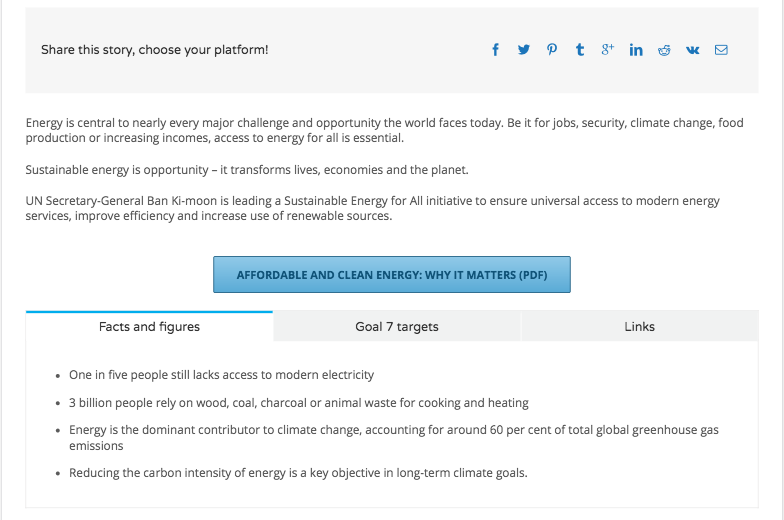 Share this story, choose your platform!
Energy is central to nearly every major challenge and opportunity the world faces today. Be it for jobs, security, climate change, food
production or increasing incomes, access to energy for all is essential.
Sustainable energy is opportunity – it transforms lives, economies and the planet.
UN Secretary-General Ban Ki-moon is leading a Sustainable Energy for All initiative to ensure universal access to modern energy
services, improve efficiency and increase use of renewable sources.
AFFORDABLE AND CLEAN ENERGY: WHY IT MATTERS (PDF)
Facts and figures
Goal 7 targets
Links
• One in five people still lacks access to modern electricity
• 3 billion people rely on wood, coal, charcoal or animal waste for cooking and heating
• Energy is the dominant contributor to climate change, accounting for around 60 per cent of total global greenhouse gas
emissions
• Reducing the carbon intensity of energy is a key objective in long-term climate goals.